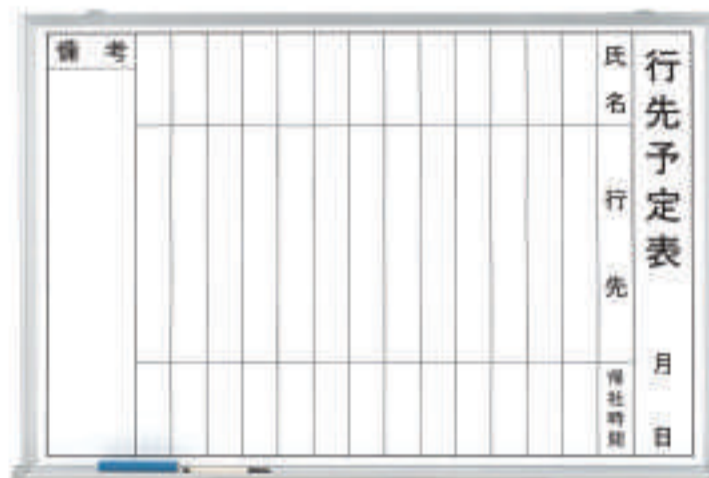 行先予定表 月 日
氏名
行先
帰社時間
備考